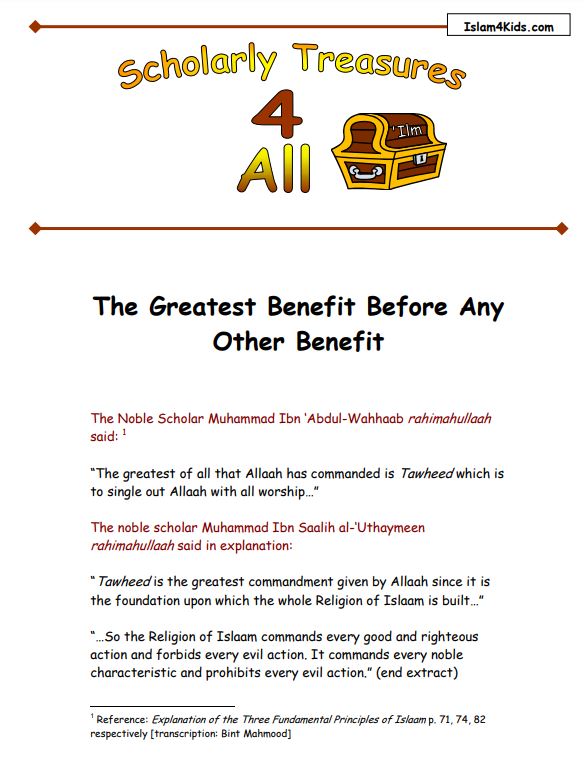 Islam4Kids.com
Scholarly Treasures
4
All
'Ilm
The Greatest Benefit Before Any
Other Benefit
The Noble Scholar Muhammad Ibn ‘Abdul-Wahhaab rahimahullaah
said: 1
“The greatest of all that Allaah has commanded is Tawheed which is
to single out Allaah with all worship…”
The noble scholar Muhammad Ibn Saalih al-‘Uthaymeen
rahimahullaah said in explanation:
“Tawheed is the greatest commandment given by Allaah since it is
the foundation upon which the whole Religion of Islaam is built…”
“…So the Religion of Islaam commands every good and righteous
action and forbids every evil action. It commands every noble
characteristic and prohibits every evil action.” (end extract)
1 Reference: Explanation of the Three Fundamental Principles of Islaam p. 71, 74, 82
respectively [transcription: Bint Mahmood]